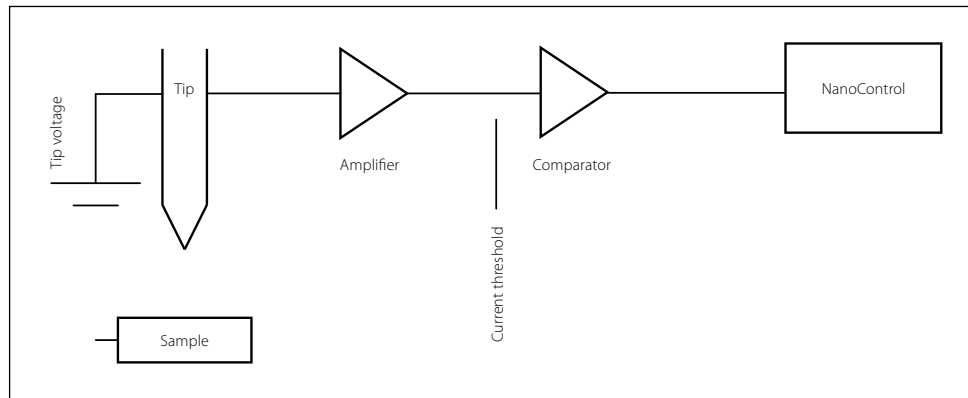 Tip voltage
Tip
Amplifier
Current threshold
Comparator
NanoControl
Sample